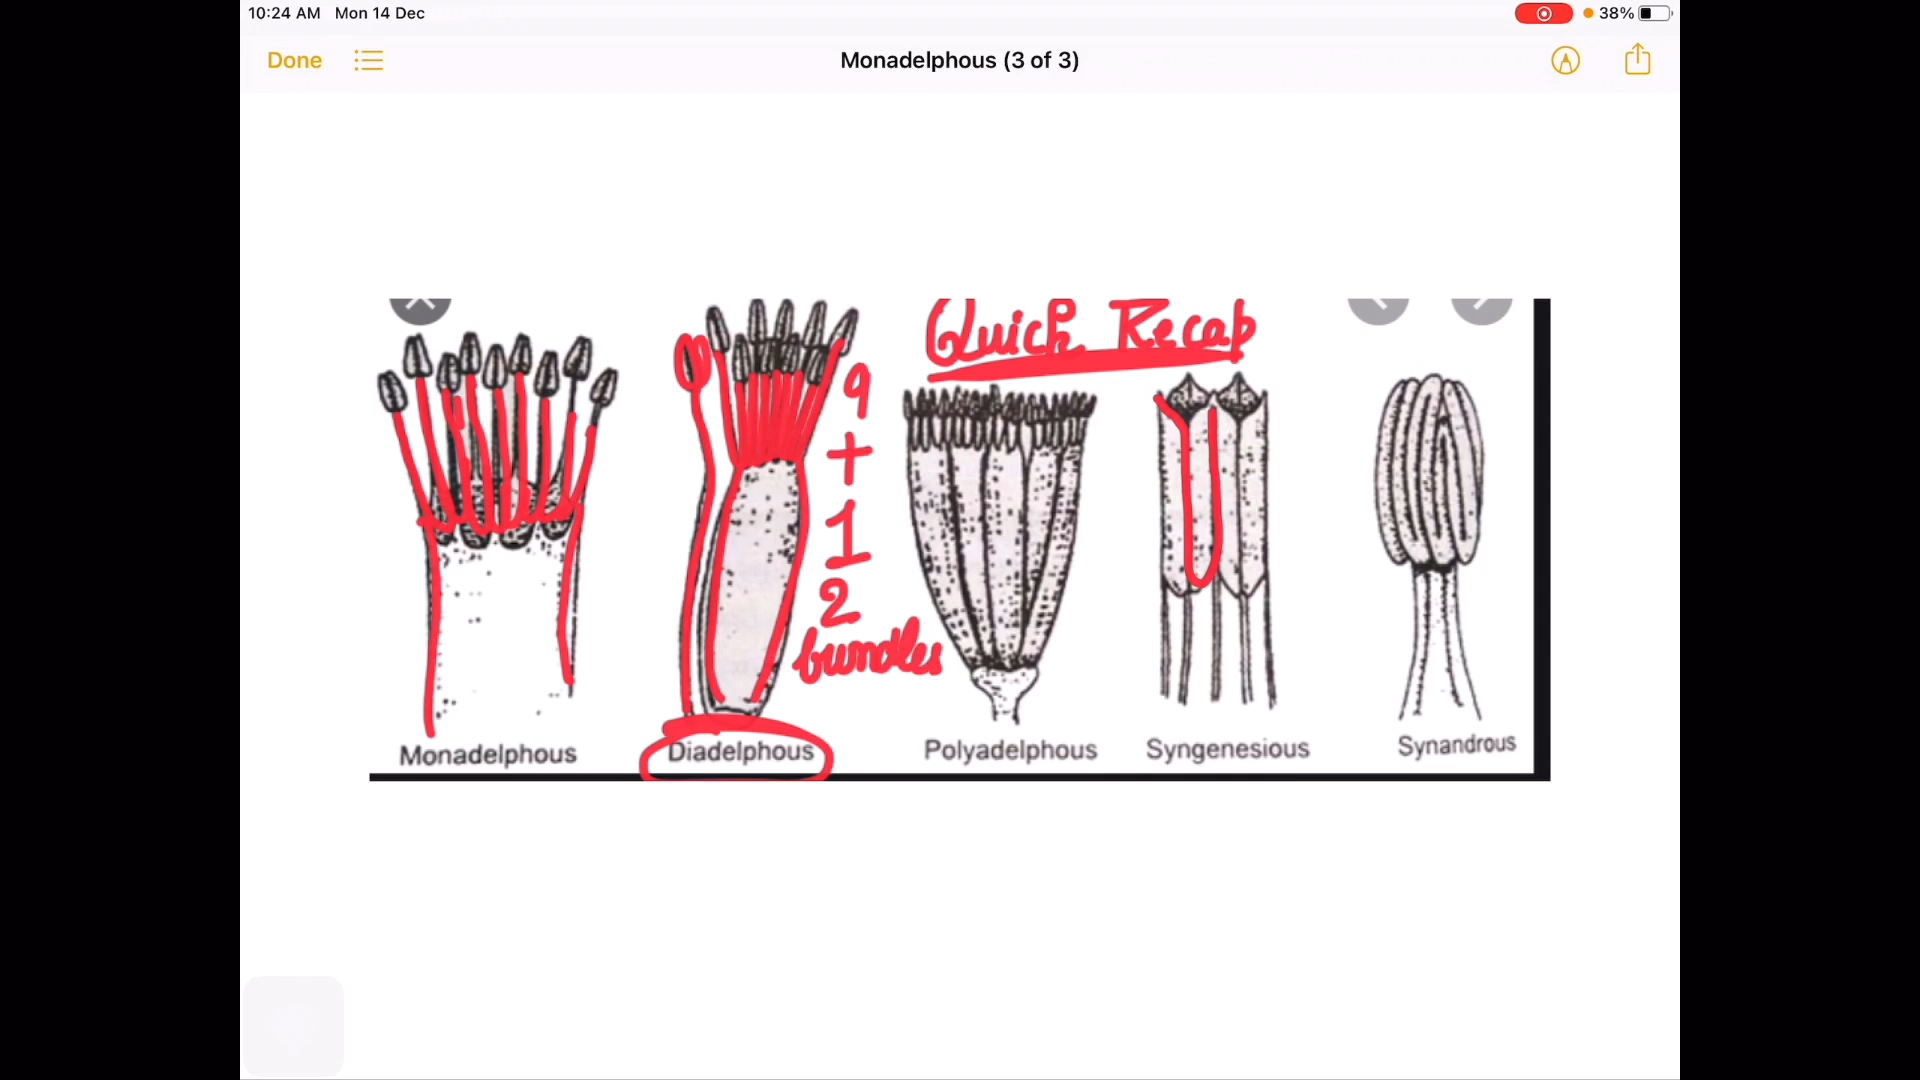 10:24 AM Mon 14 Dec
38%
Done
Monadelphous (3 of 3)
Quick Recap
9
+
1
2
bundles
Monadelphous
Diadelphous
Polyadelphous
Syngenesious
Synandrous